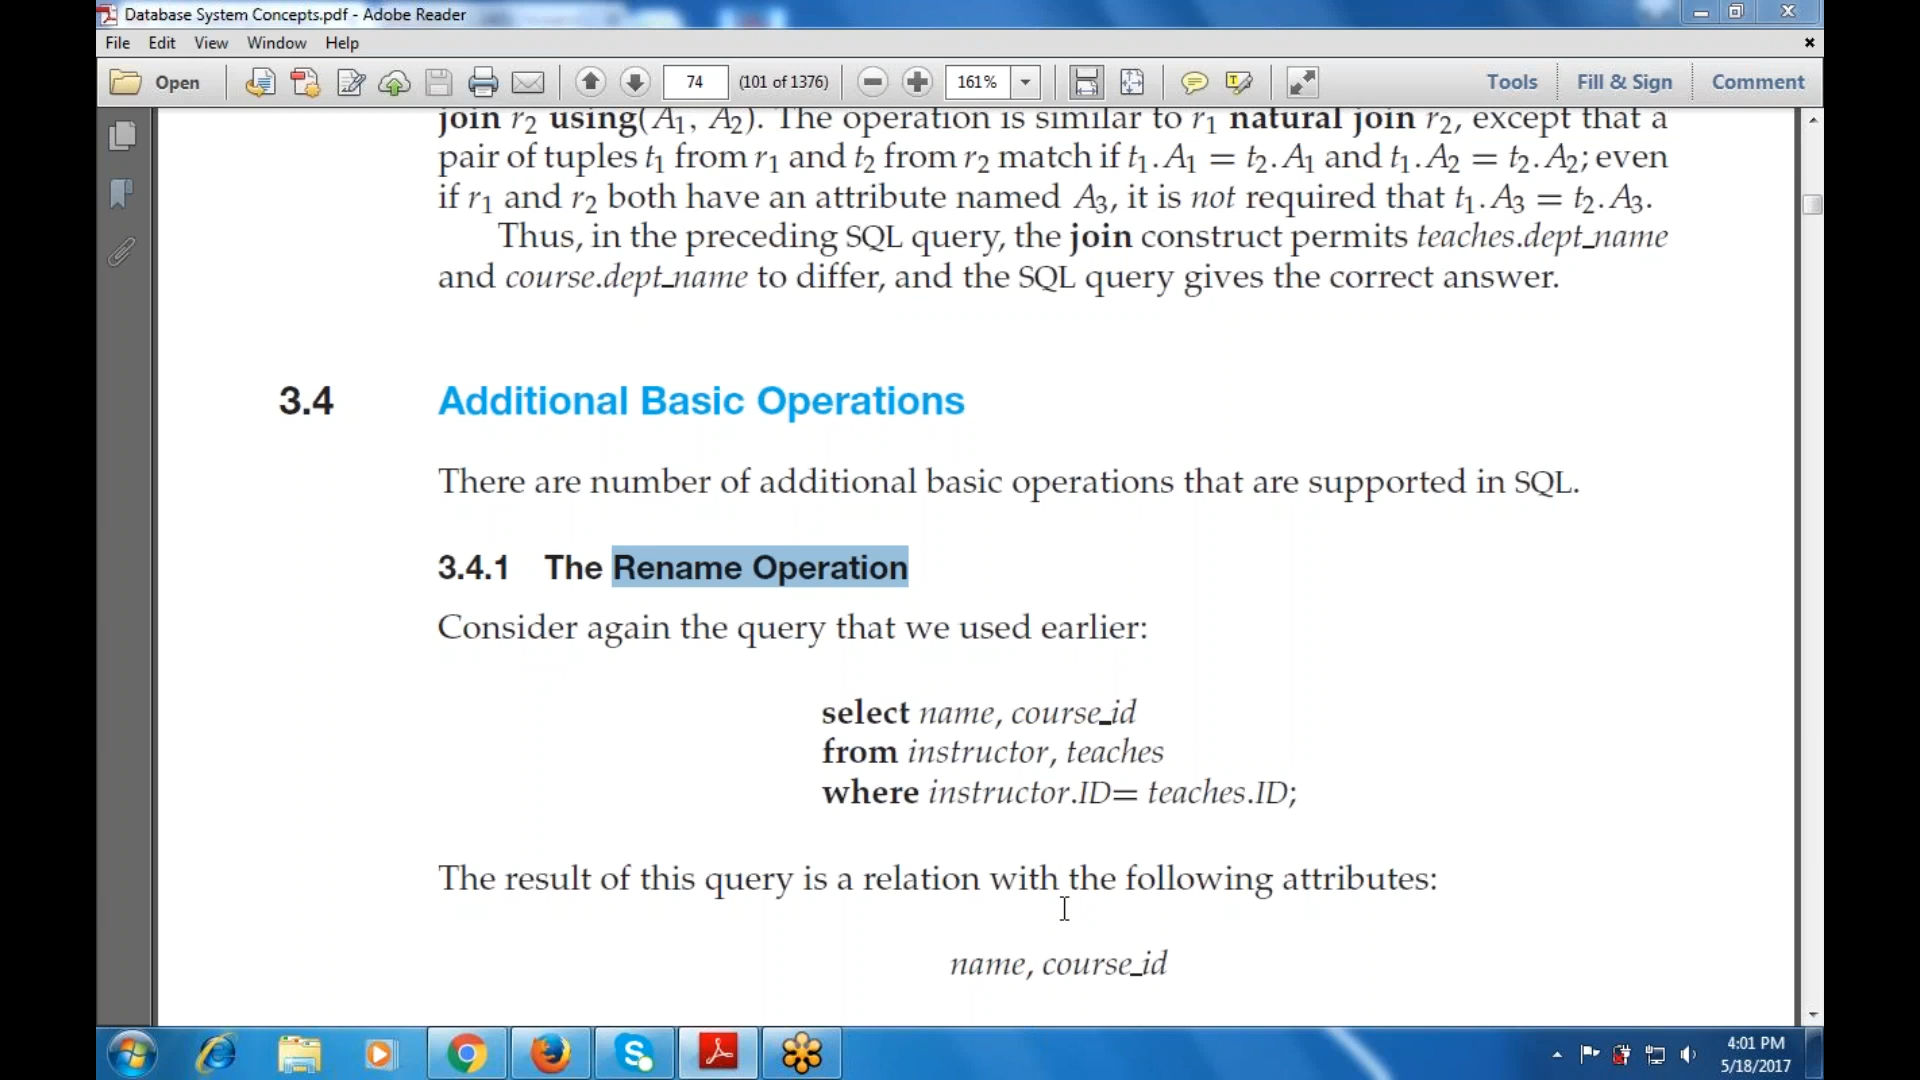 Database System Concepts.pdf - Adobe Reader
File Edit View Window Help
Open 74 (101 of 1376) 161% Tools Fill & Sign Comment
join r₂ using(A₁, A₂). The operation is similar to r₁ natural join r₂, except that a
pair of tuples t₁ from r₁ and t₂ from r₂ match if t₁.A₁ = t₂.A₁ and t₁.A₂ = t₂.A₂; even
if r₁ and r₂ both have an attribute named A₃, it is not required that t₁.A₃ = t₂.A₃.
Thus, in the preceding SQL query, the join construct permits teaches.dept_name
and course.dept_name to differ, and the SQL query gives the correct answer.
3.4 Additional Basic Operations
There are number of additional basic operations that are supported in SQL.
3.4.1 The Rename Operation
Consider again the query that we used earlier:
select name, course_id
from instructor, teaches
where instructor.ID= teaches.ID;
The result of this query is a relation with the following attributes:
name, course_id
4:01 PM
5/18/2017